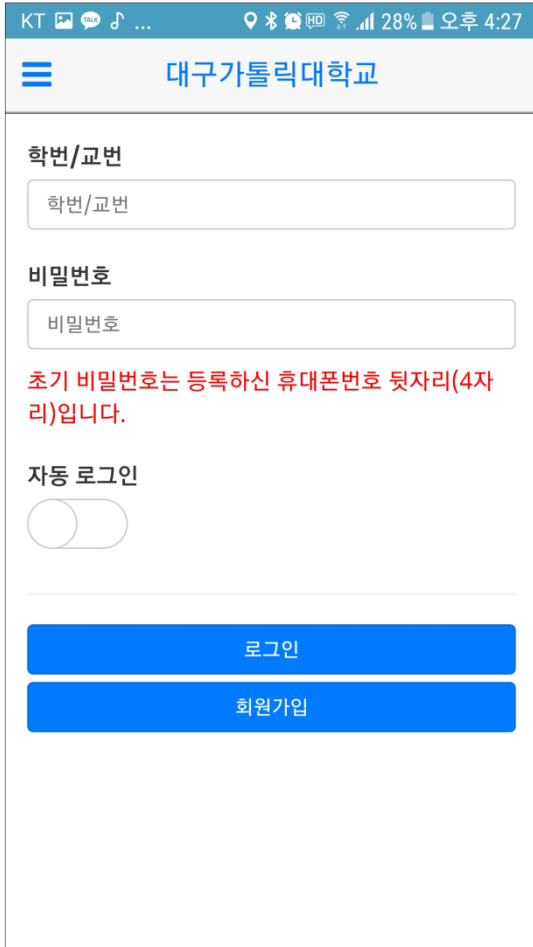 KT TALK ... HD 28% 오후 4:27
대구가톨릭대학교
학번/교번
학번/교번
비밀번호
비밀번호
초기 비밀번호는 등록하신 휴대폰번호 뒷자리(4자
리)입니다.
자동 로그인
로그인
회원가입